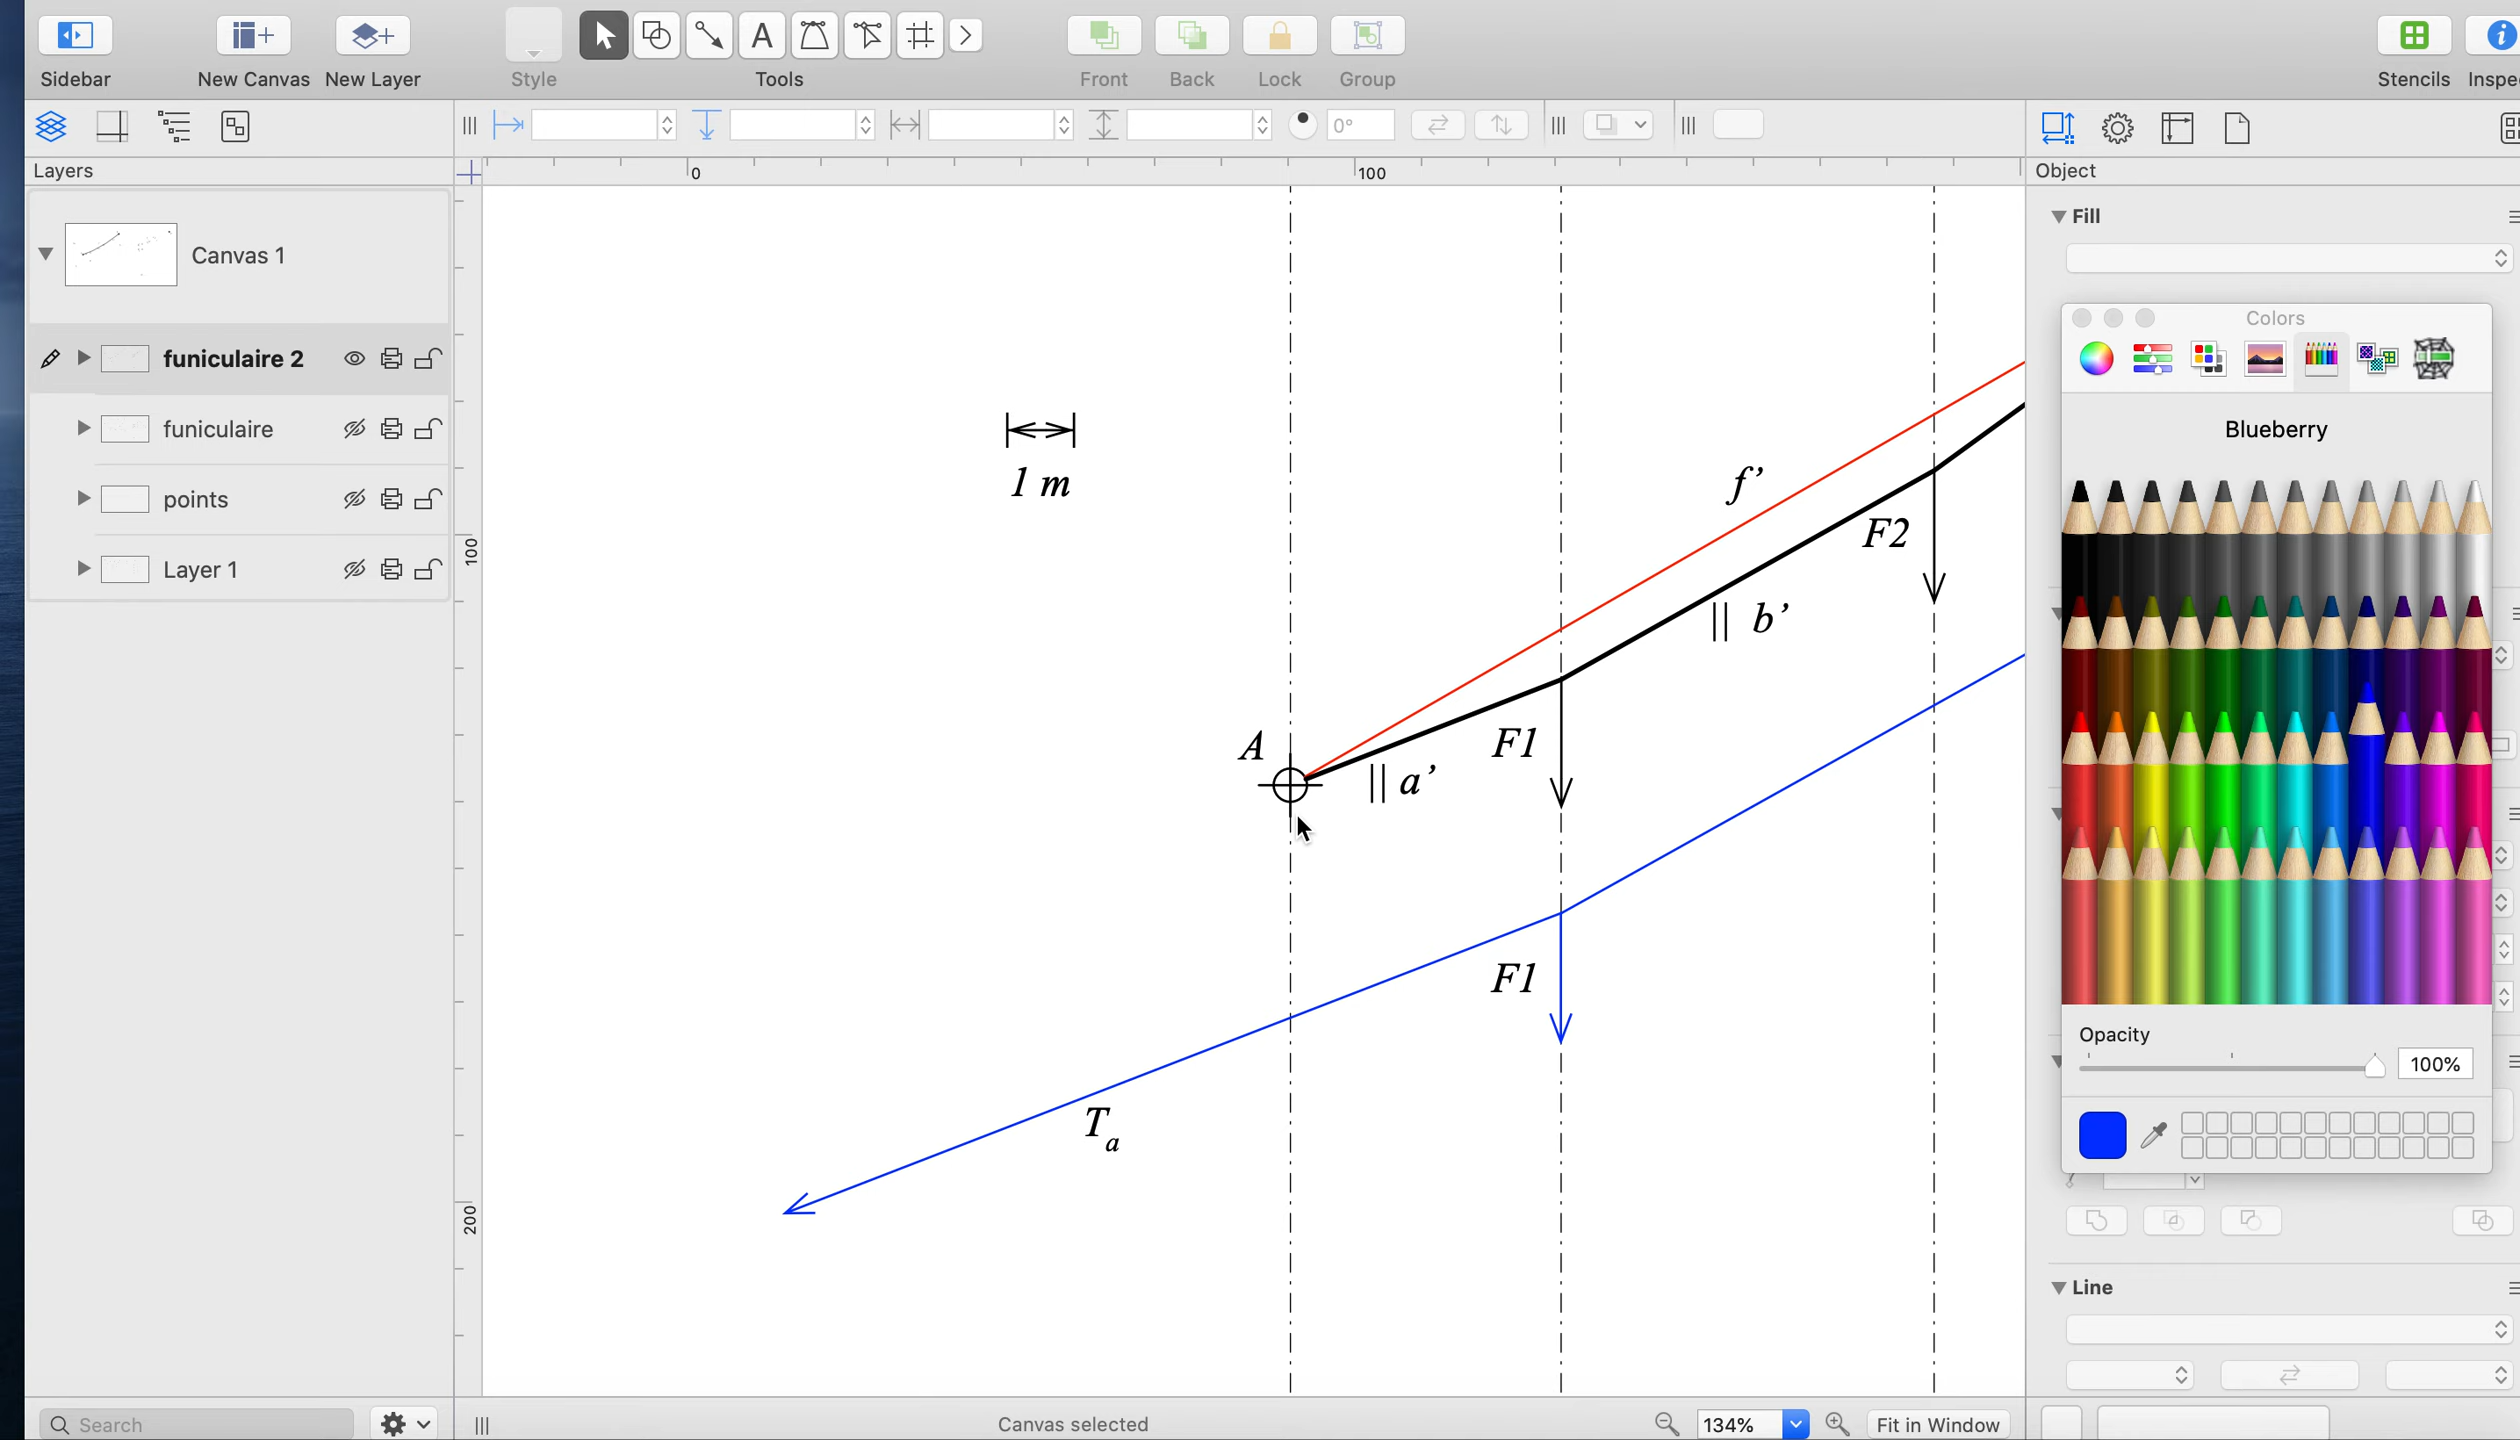 Sidebar
New Canvas
New Layer
Style
Tools
Front
Back
Lock
Group
Stencils
0°
Layers
0
100
Object
Canvas 1
funiculaire 2
funiculaire
points
Layer 1
100
200
1 m
f’
F2
|| b’
A
F1
|| a’
F1
Ta
Fill
Colors
Blueberry
Opacity
100%
Line
Search
Canvas selected
134%
Fit in Window